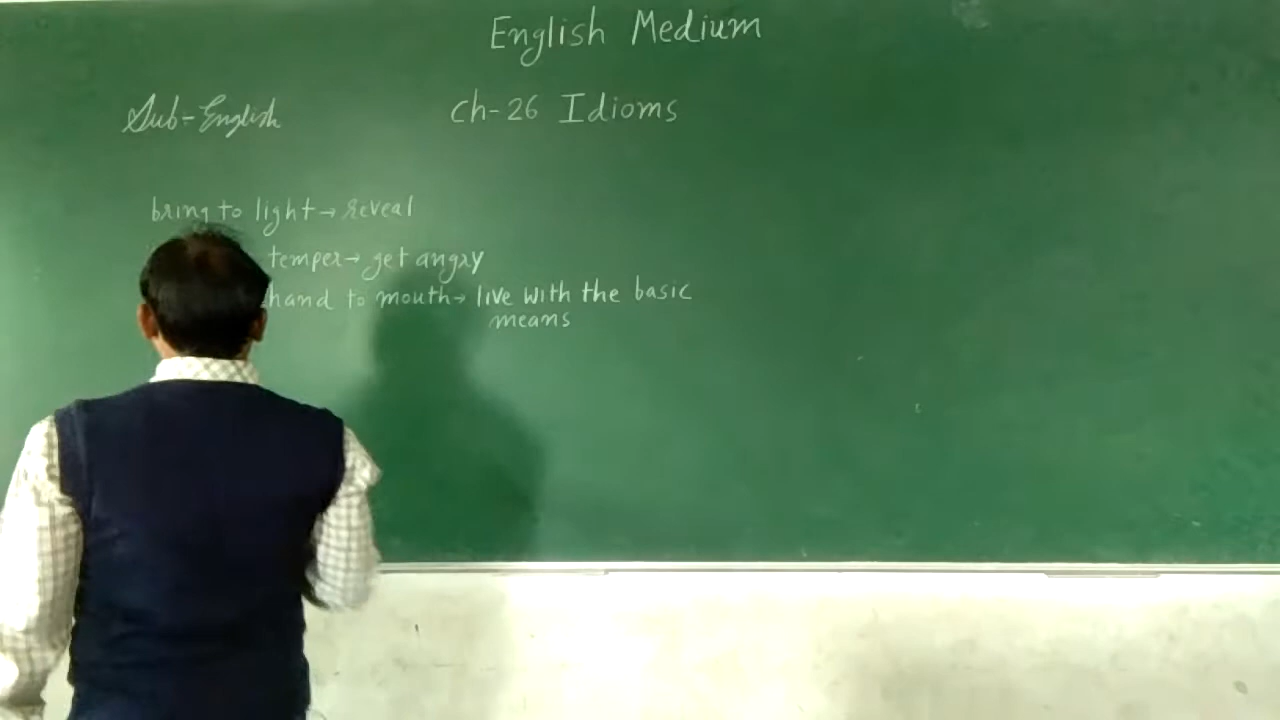 English Medium
Sub-English
Ch-26 Idioms
bring to light→reveal
temper→ get angry
hand to mouth→ live with the basic
means